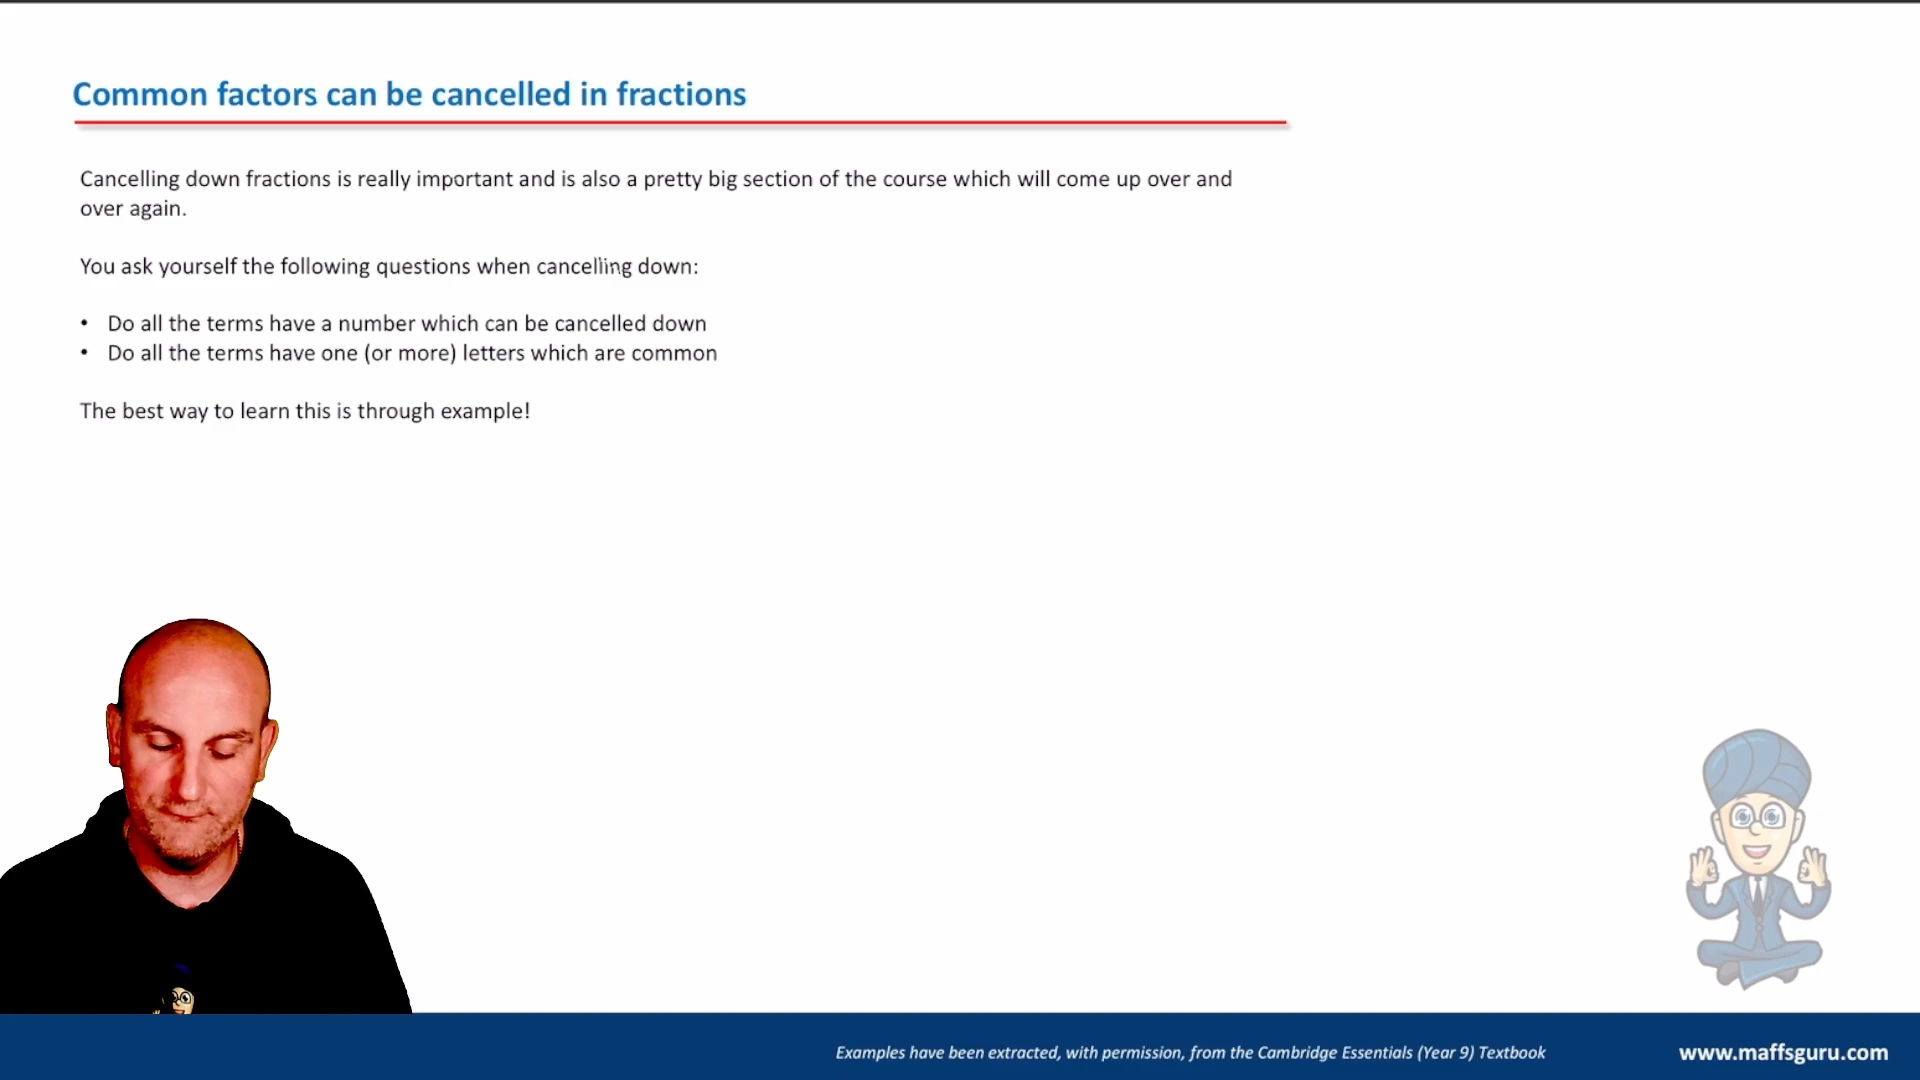 Common factors can be cancelled in fractions
Cancelling down fractions is really important and is also a pretty big section of the course which will come up over and
over again.
You ask yourself the following questions when cancelling down:
• Do all the terms have a number which can be cancelled down
• Do all the terms have one (or more) letters which are common
The best way to learn this is through example!
Examples have been extracted, with permission, from the Cambridge Essentials (Year 9) Textbook
www.maffsguru.com